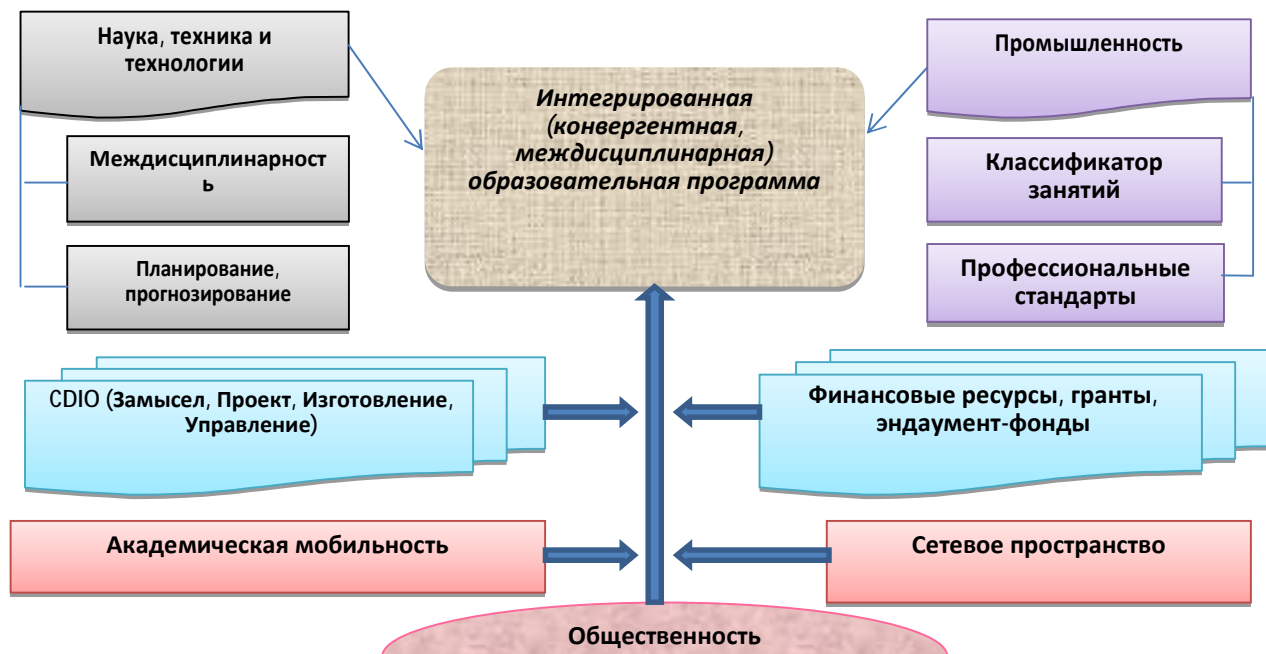 Наука, техника и
технологии
Междисциплинарност
ь
Планирование,
прогнозирование
Интегрированная
(конвергентная,
междисциплинарная)
образовательная программа
Промышленность
Классификатор
занятий
Профессиональные
стандарты
CDIO (Замысел, Проект, Изготовление,
Управление)
Финансовые ресурсы, гранты,
эндаумент-фонды
Академическая мобильность
Сетевое пространство
Общественность